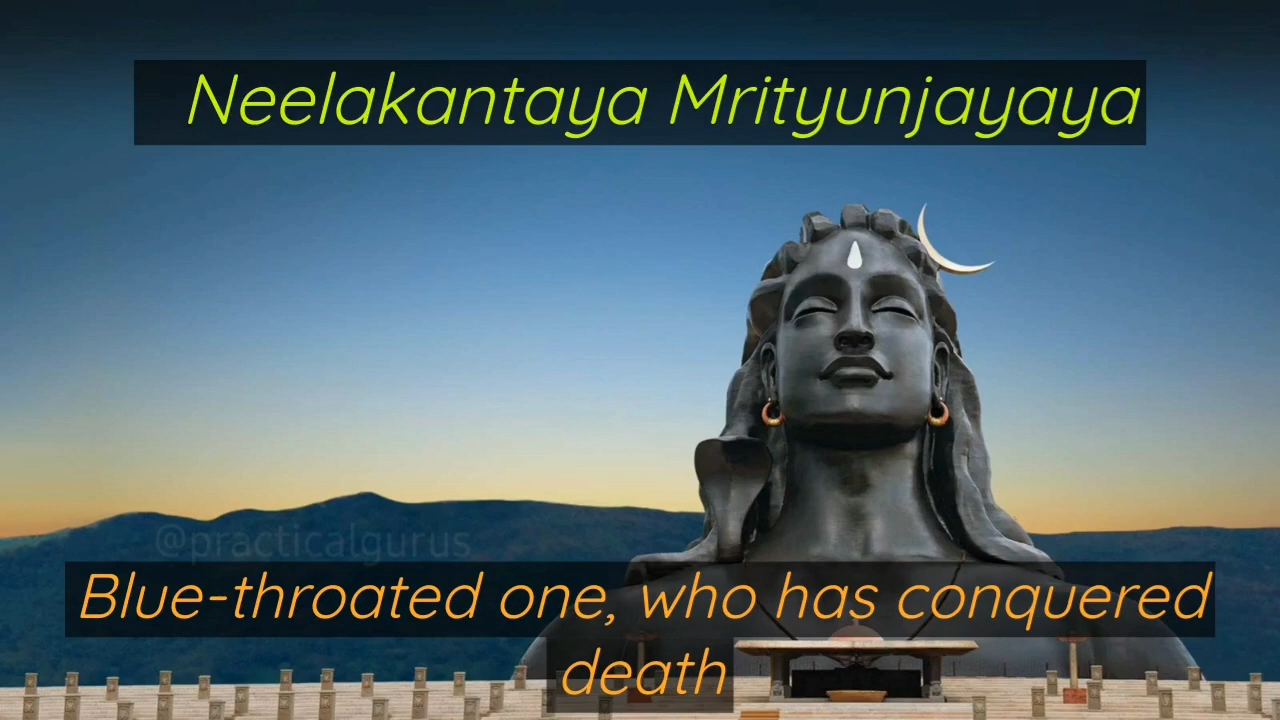 Neelakantaya Mrityunjayaya
@practicalgurus
Blue-throated one, who has conquered
death